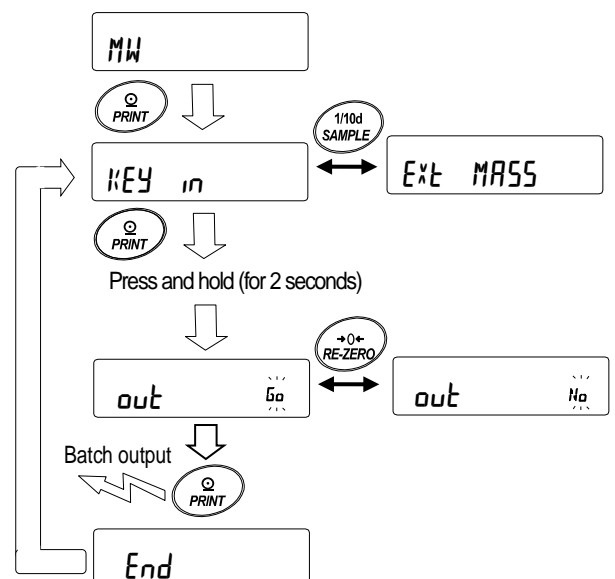 MW
PRINT
1/10d
SAMPLE
KEY in
Ext MASS
PRINT
Press and hold (for 2 seconds)
→0←
RE-ZERO
out Go
out No
Batch output
PRINT
End